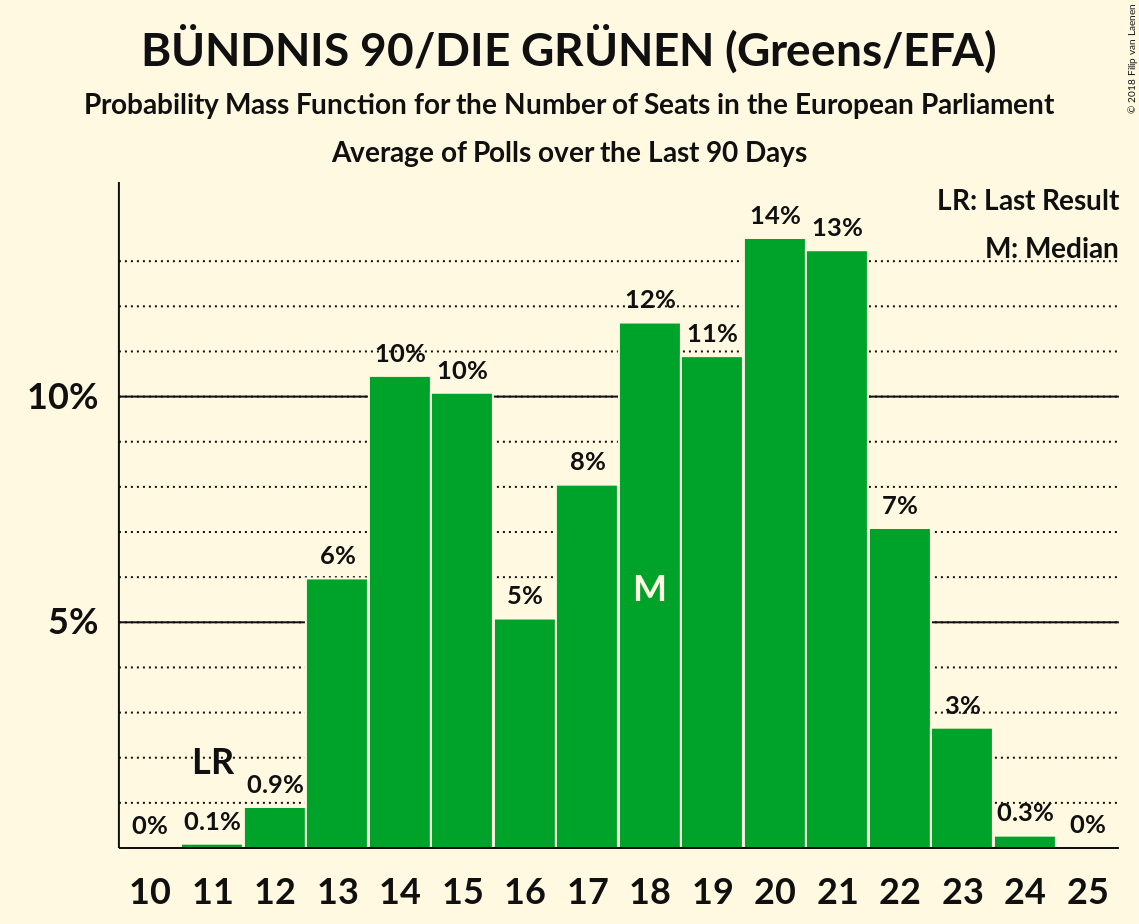 BÜNDNIS 90/DIE GRÜNEN (Greens/EFA)
Probability Mass Function for the Number of Seats in the European Parliament
Average of Polls over the Last 90 Days
© 2018 Filip van Laenen
LR: Last Result
M: Median
14%
13%
12%
11%
10%
10%
10%
8%
7%
6%
5%
M
5%
3%
LR
0.9%
0.3%
0%
0.1%
0%
10 11 12 13 14 15 16 17 18 19 20 21 22 23 24 25